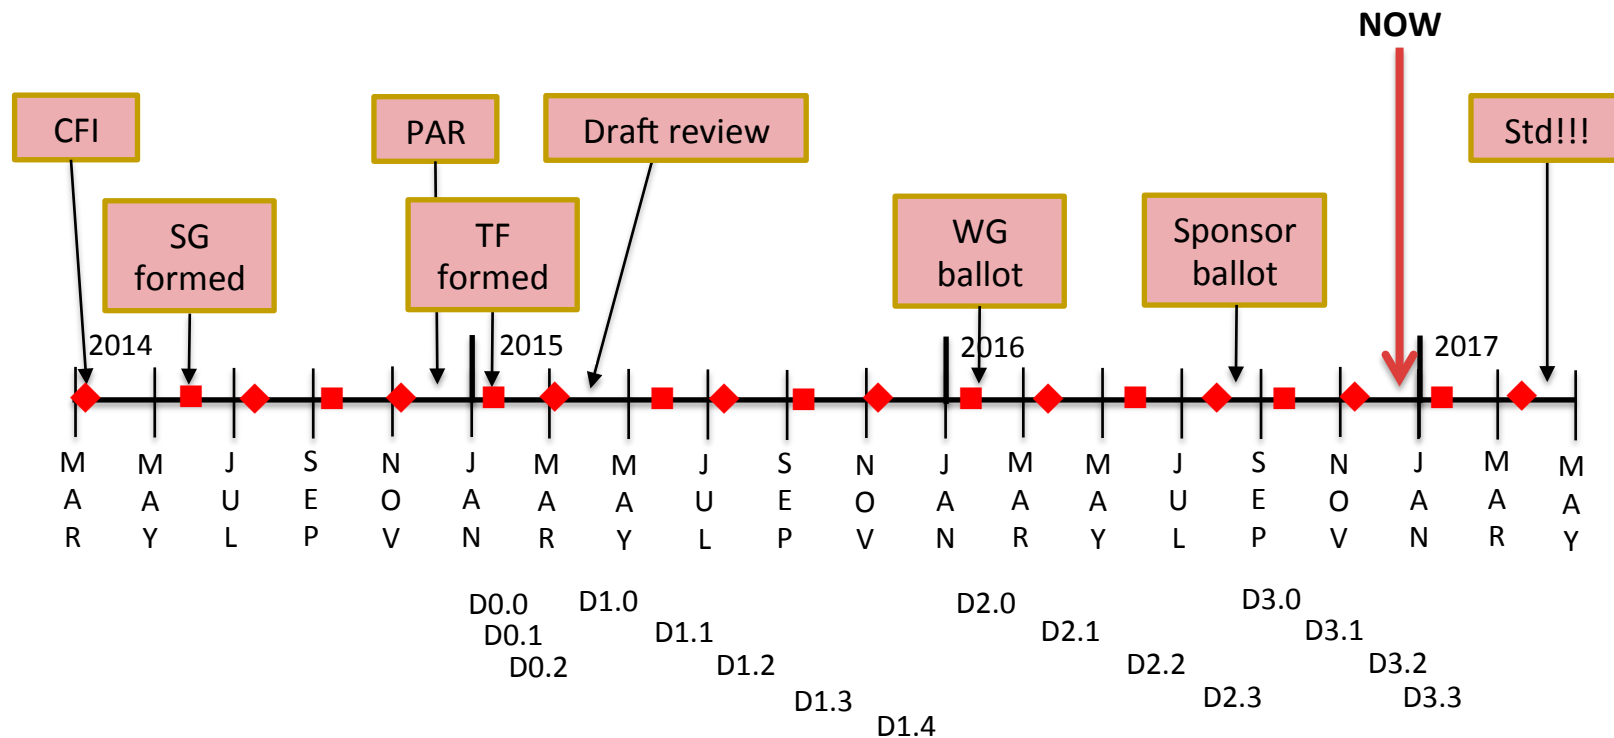 NOW
CFI
PAR
Draft review
Std!!!
SG
formed
TF
formed
WG
ballot
Sponsor
ballot
2014
2015
2016
2017
MAR
MAY
JUL
SEP
NOV
JAN
MAR
MAY
JUL
SEP
NOV
JAN
MAR
MAY
JUL
SEP
NOV
JAN
MAR
MAY
D0.0
D0.1
D0.2
D1.0
D1.1
D1.2
D1.3
D1.4
D2.0
D2.1
D2.2
D2.3
D3.0
D3.1
D3.2
D3.3